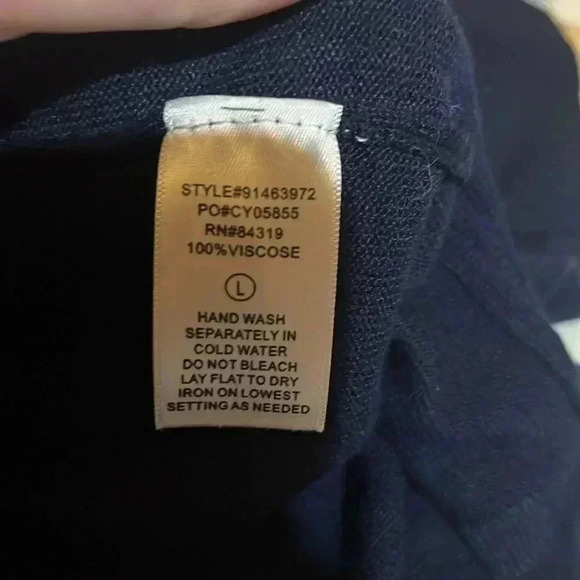 STYLE#91463972
PO#CY05855
RN#84319
100%VISCOSE
L
HAND WASH
SEPARATELY IN
COLD WATER
DO NOT BLEACH
LAY FLAT TO DRY
IRON ON LOWEST
SETTING AS NEEDED